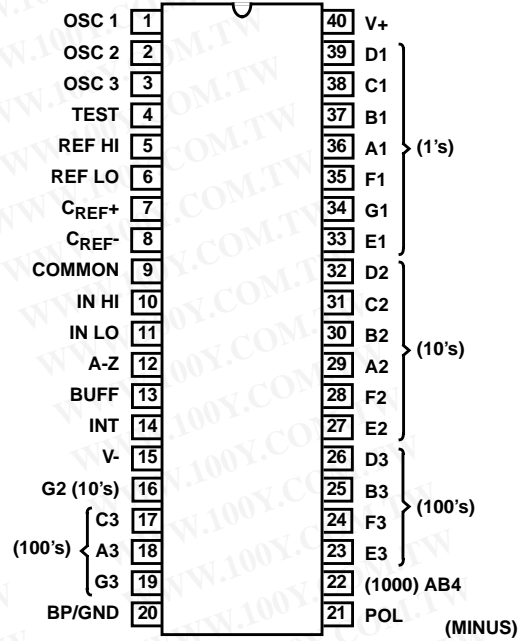 OSC 1 1 40 V+
OSC 2 2 39 D1
OSC 3 3 38 C1
TEST 4 37 B1
REF HI 5 36 A1 (1's)
REF LO 6 35 F1
CREF+ 7 34 G1
CREF- 8 33 E1
COMMON 9 32 D2
IN HI 10 31 C2
IN LO 11 30 B2 (10's)
A-Z 12 29 A2
BUFF 13 28 F2
INT 14 27 E2
V- 15 26 D3
G2 (10's) 16 25 B3 (100's)
C3 17 24 F3
(100's) A3 18 23 E3
G3 19 22 (1000) AB4
BP/GND 20 21 POL
(MINUS)
WWW.100Y.COM.TW